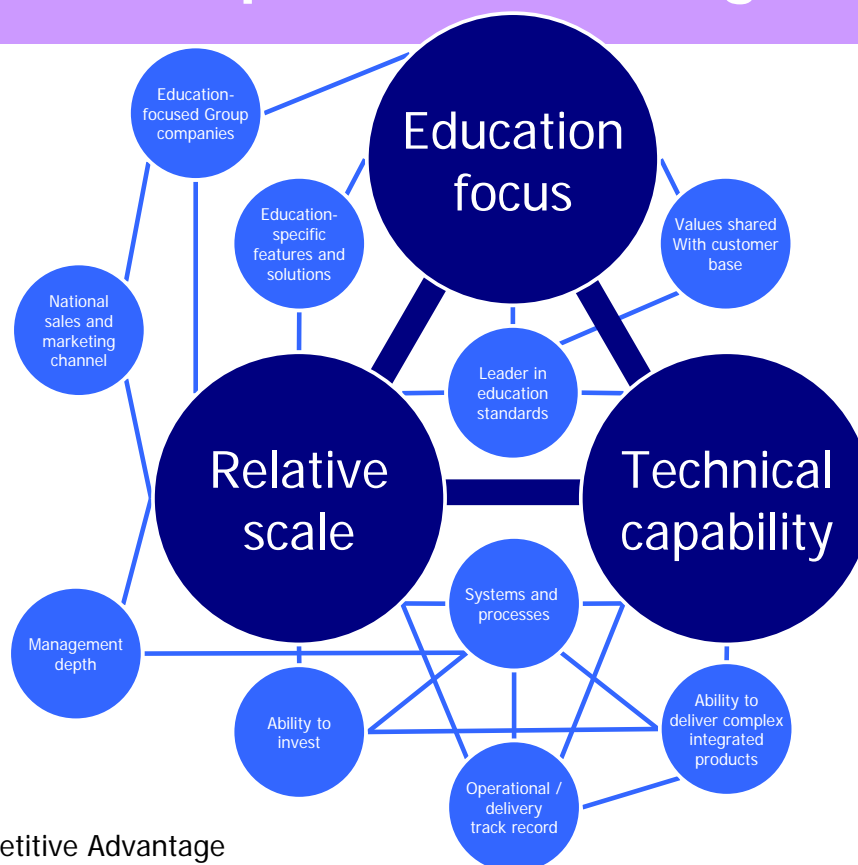 Education-
focused Group
companies
Education
focus
Education-
specific
features and
solutions
Values shared
With customer
base
National
sales and
marketing
channel
Leader in
education
standards
Relative
scale
Technical
capability
Systems and
processes
Management
depth
Ability to
invest
Ability to
deliver complex
integrated
products
Operational /
delivery
track record
etitive Advantage